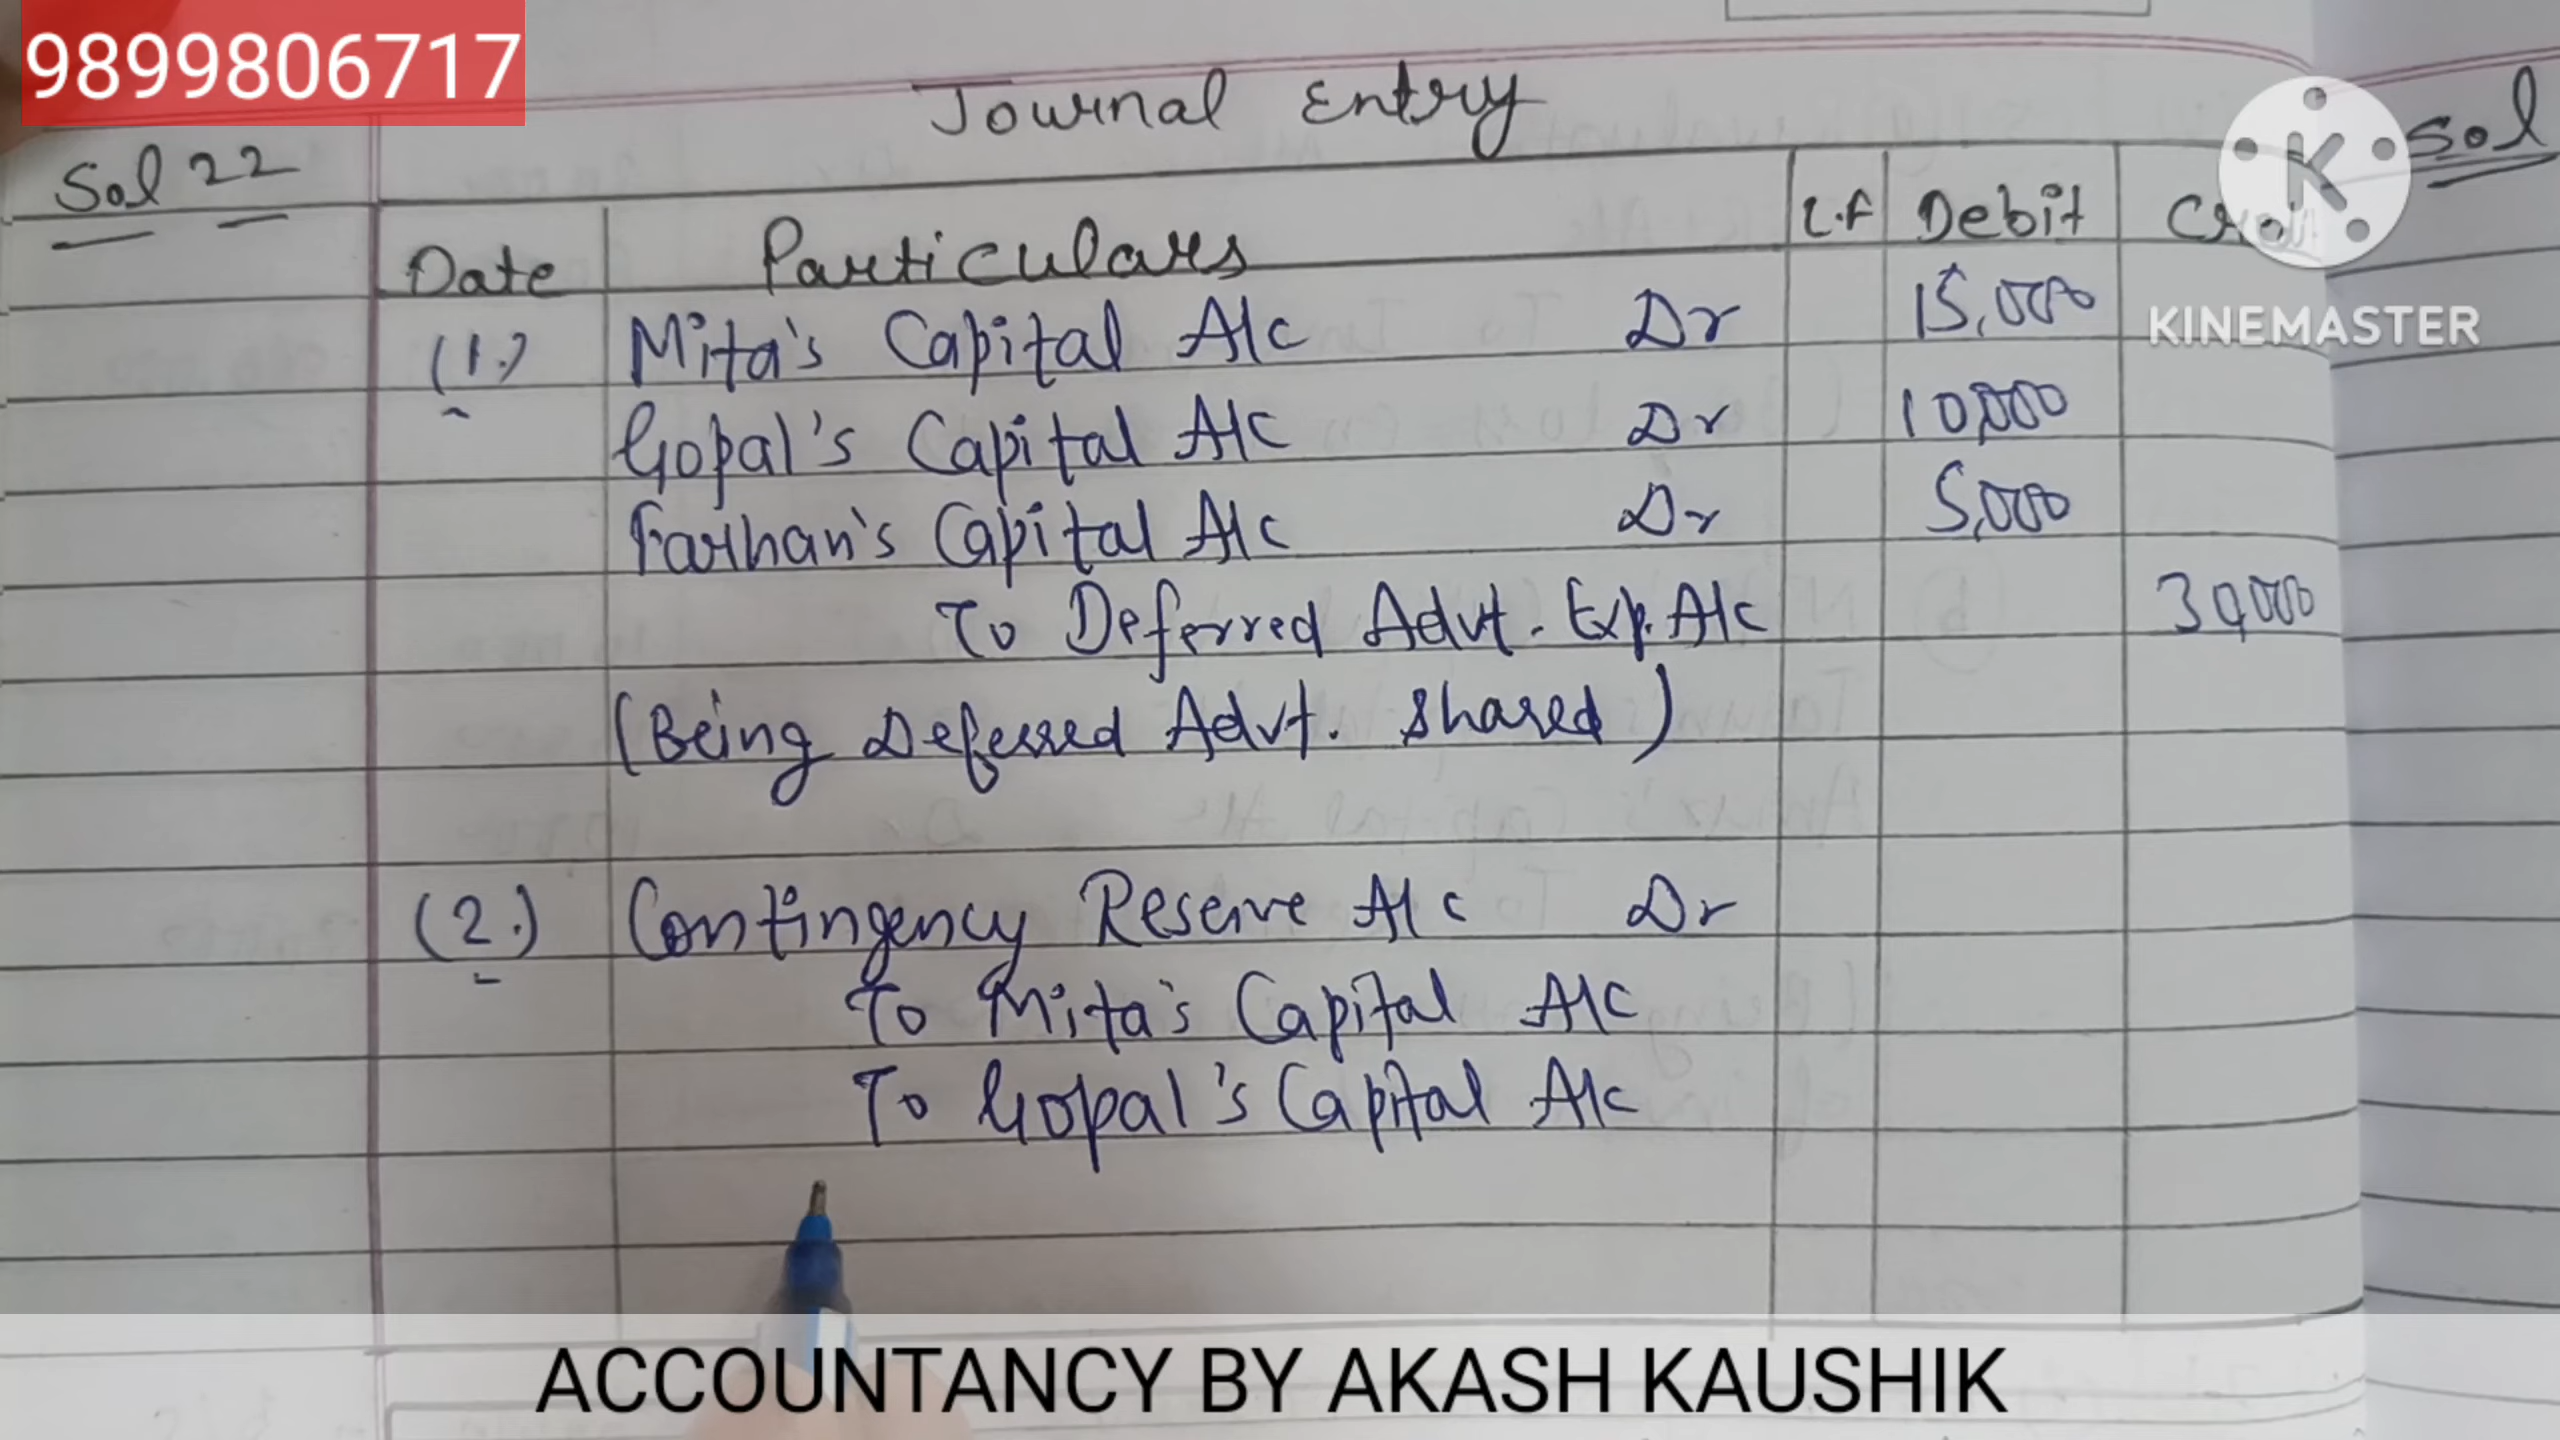 9899806717
Journal Entry
Sol 22
Sol
Date Particulars L.F Debit
KINEMASTER
(1.) Mita's Capital A/c Dr 15,000
Gopal's Capital A/c Dr 10,000
Farhan's Capital A/c Dr 5,000
To Deferred Advt. Exp. A/c 30,000
(Being Deferred Advt. shared)
(2.) Contingency Reserve A/c Dr
To Mita's Capital A/c
To Gopal's Capital A/c
ACCOUNTANCY BY AKASH KAUSHIK